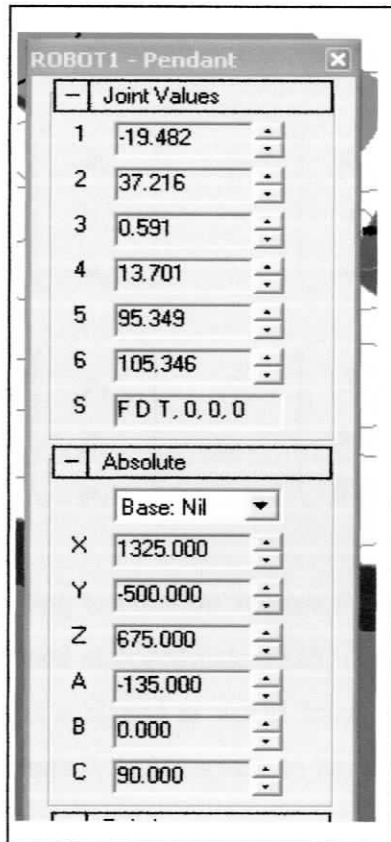 ROBOT1 - Pendant
Joint Values
1 -19.482
2 37.216
3 0.591
4 13.701
5 95.349
6 105.346
S F D T, 0, 0, 0
Absolute
Base: Nil
X 1325.000
Y -500.000
Z 675.000
A -135.000
B 0.000
C 90.000